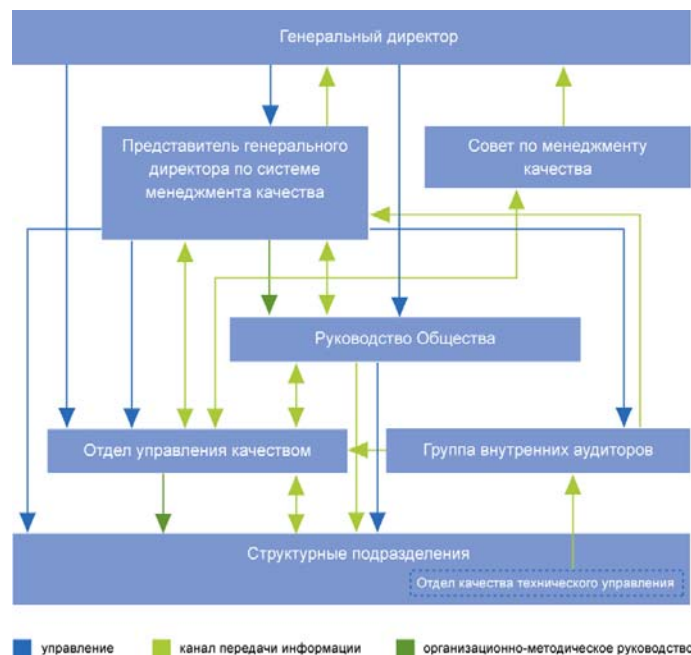 Генеральный директор
Представитель генерального
директора по системе
менеджмента качества
Совет по менеджменту
качества
Руководство Общества
Отдел управления качеством
Группа внутренних аудиторов
Структурные подразделения
Отдел качества технического управления
управление
канал передачи информации
организационно-методическое руководство